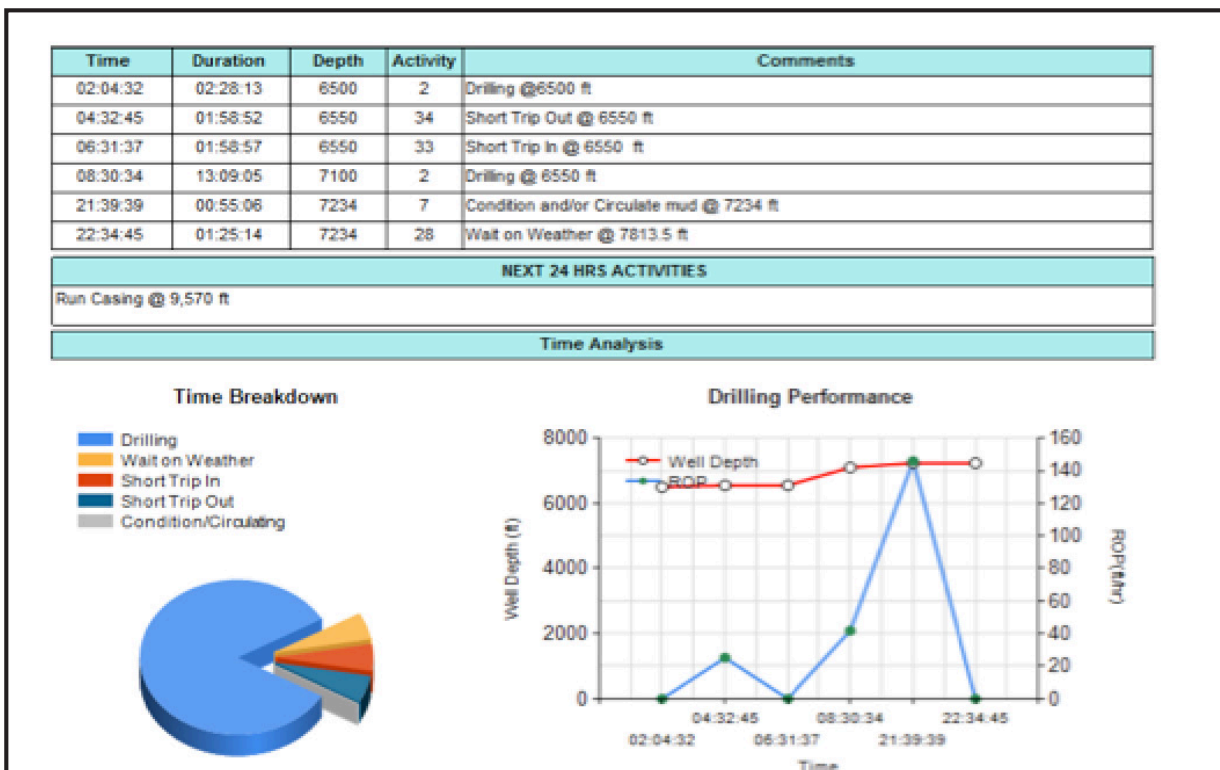 Time Duration Depth Activity Comments
02:04:32 02:28:13 6500 2 Drilling @6500 ft
04:32:45 01:58:52 6550 34 Short Trip Out @ 6550 ft
06:31:37 01:58:57 6550 33 Short Trip In @ 6550 ft
08:30:34 13:09:05 7100 2 Drilling @ 6550 ft
21:39:39 00:55:06 7234 7 Condition and/or Circulate mud @ 7234 ft
22:34:45 01:25:14 7234 28 Wait on Weather @ 7813.5 ft
NEXT 24 HRS ACTIVITIES
Run Casing @ 9,570 ft
Time Analysis
Time Breakdown
Drilling
Wait on Weather
Short Trip In
Short Trip Out
Condition/Circulating
Drilling Performance
Well Depth
ROP
Well Depth (ft)
8000
6000
4000
2000
0
160
140
120
100
80
60
40
20
0
ROP(ft/hr)
04:32:45 08:30:34 22:34:45
02:04:32 06:31:37 21:39:39
Time